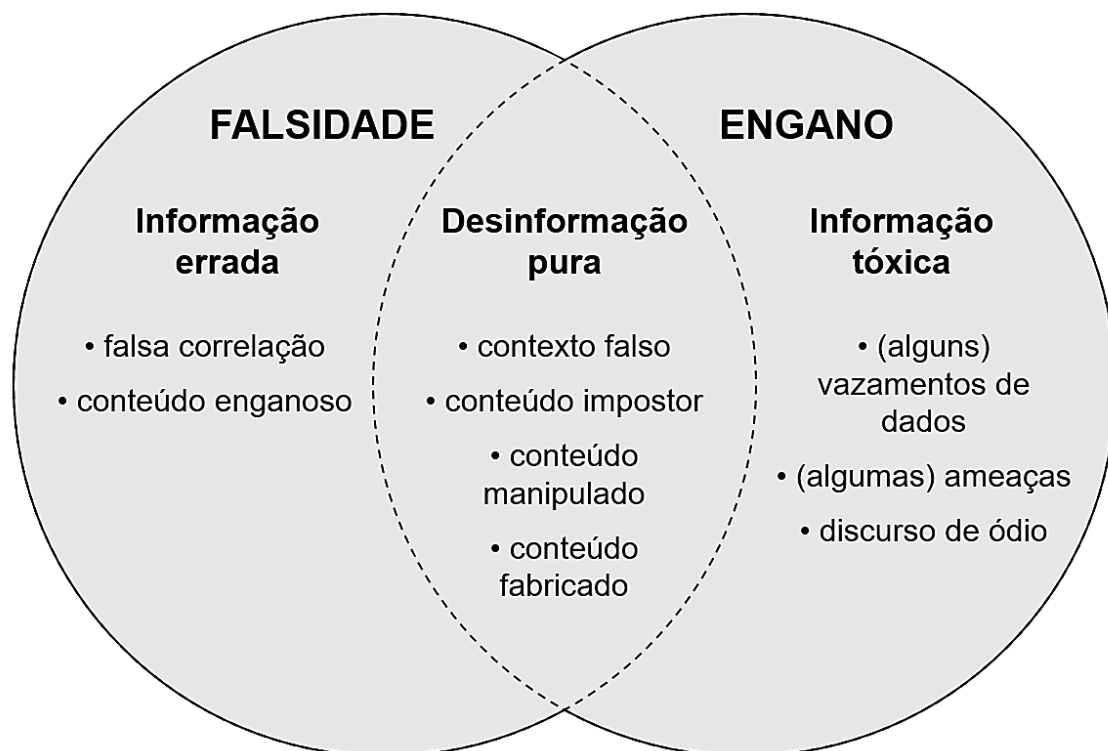 FALSIDADE
ENGANO
Informação
errada
• falsa correlação
• conteúdo enganoso
Desinformação
pura
• contexto falso
• conteúdo impostor
• conteúdo
manipulado
• conteúdo
fabricado
Informação
tóxica
• (alguns)
vazamentos de
dados
• (algumas) ameaças
• discurso de ódio